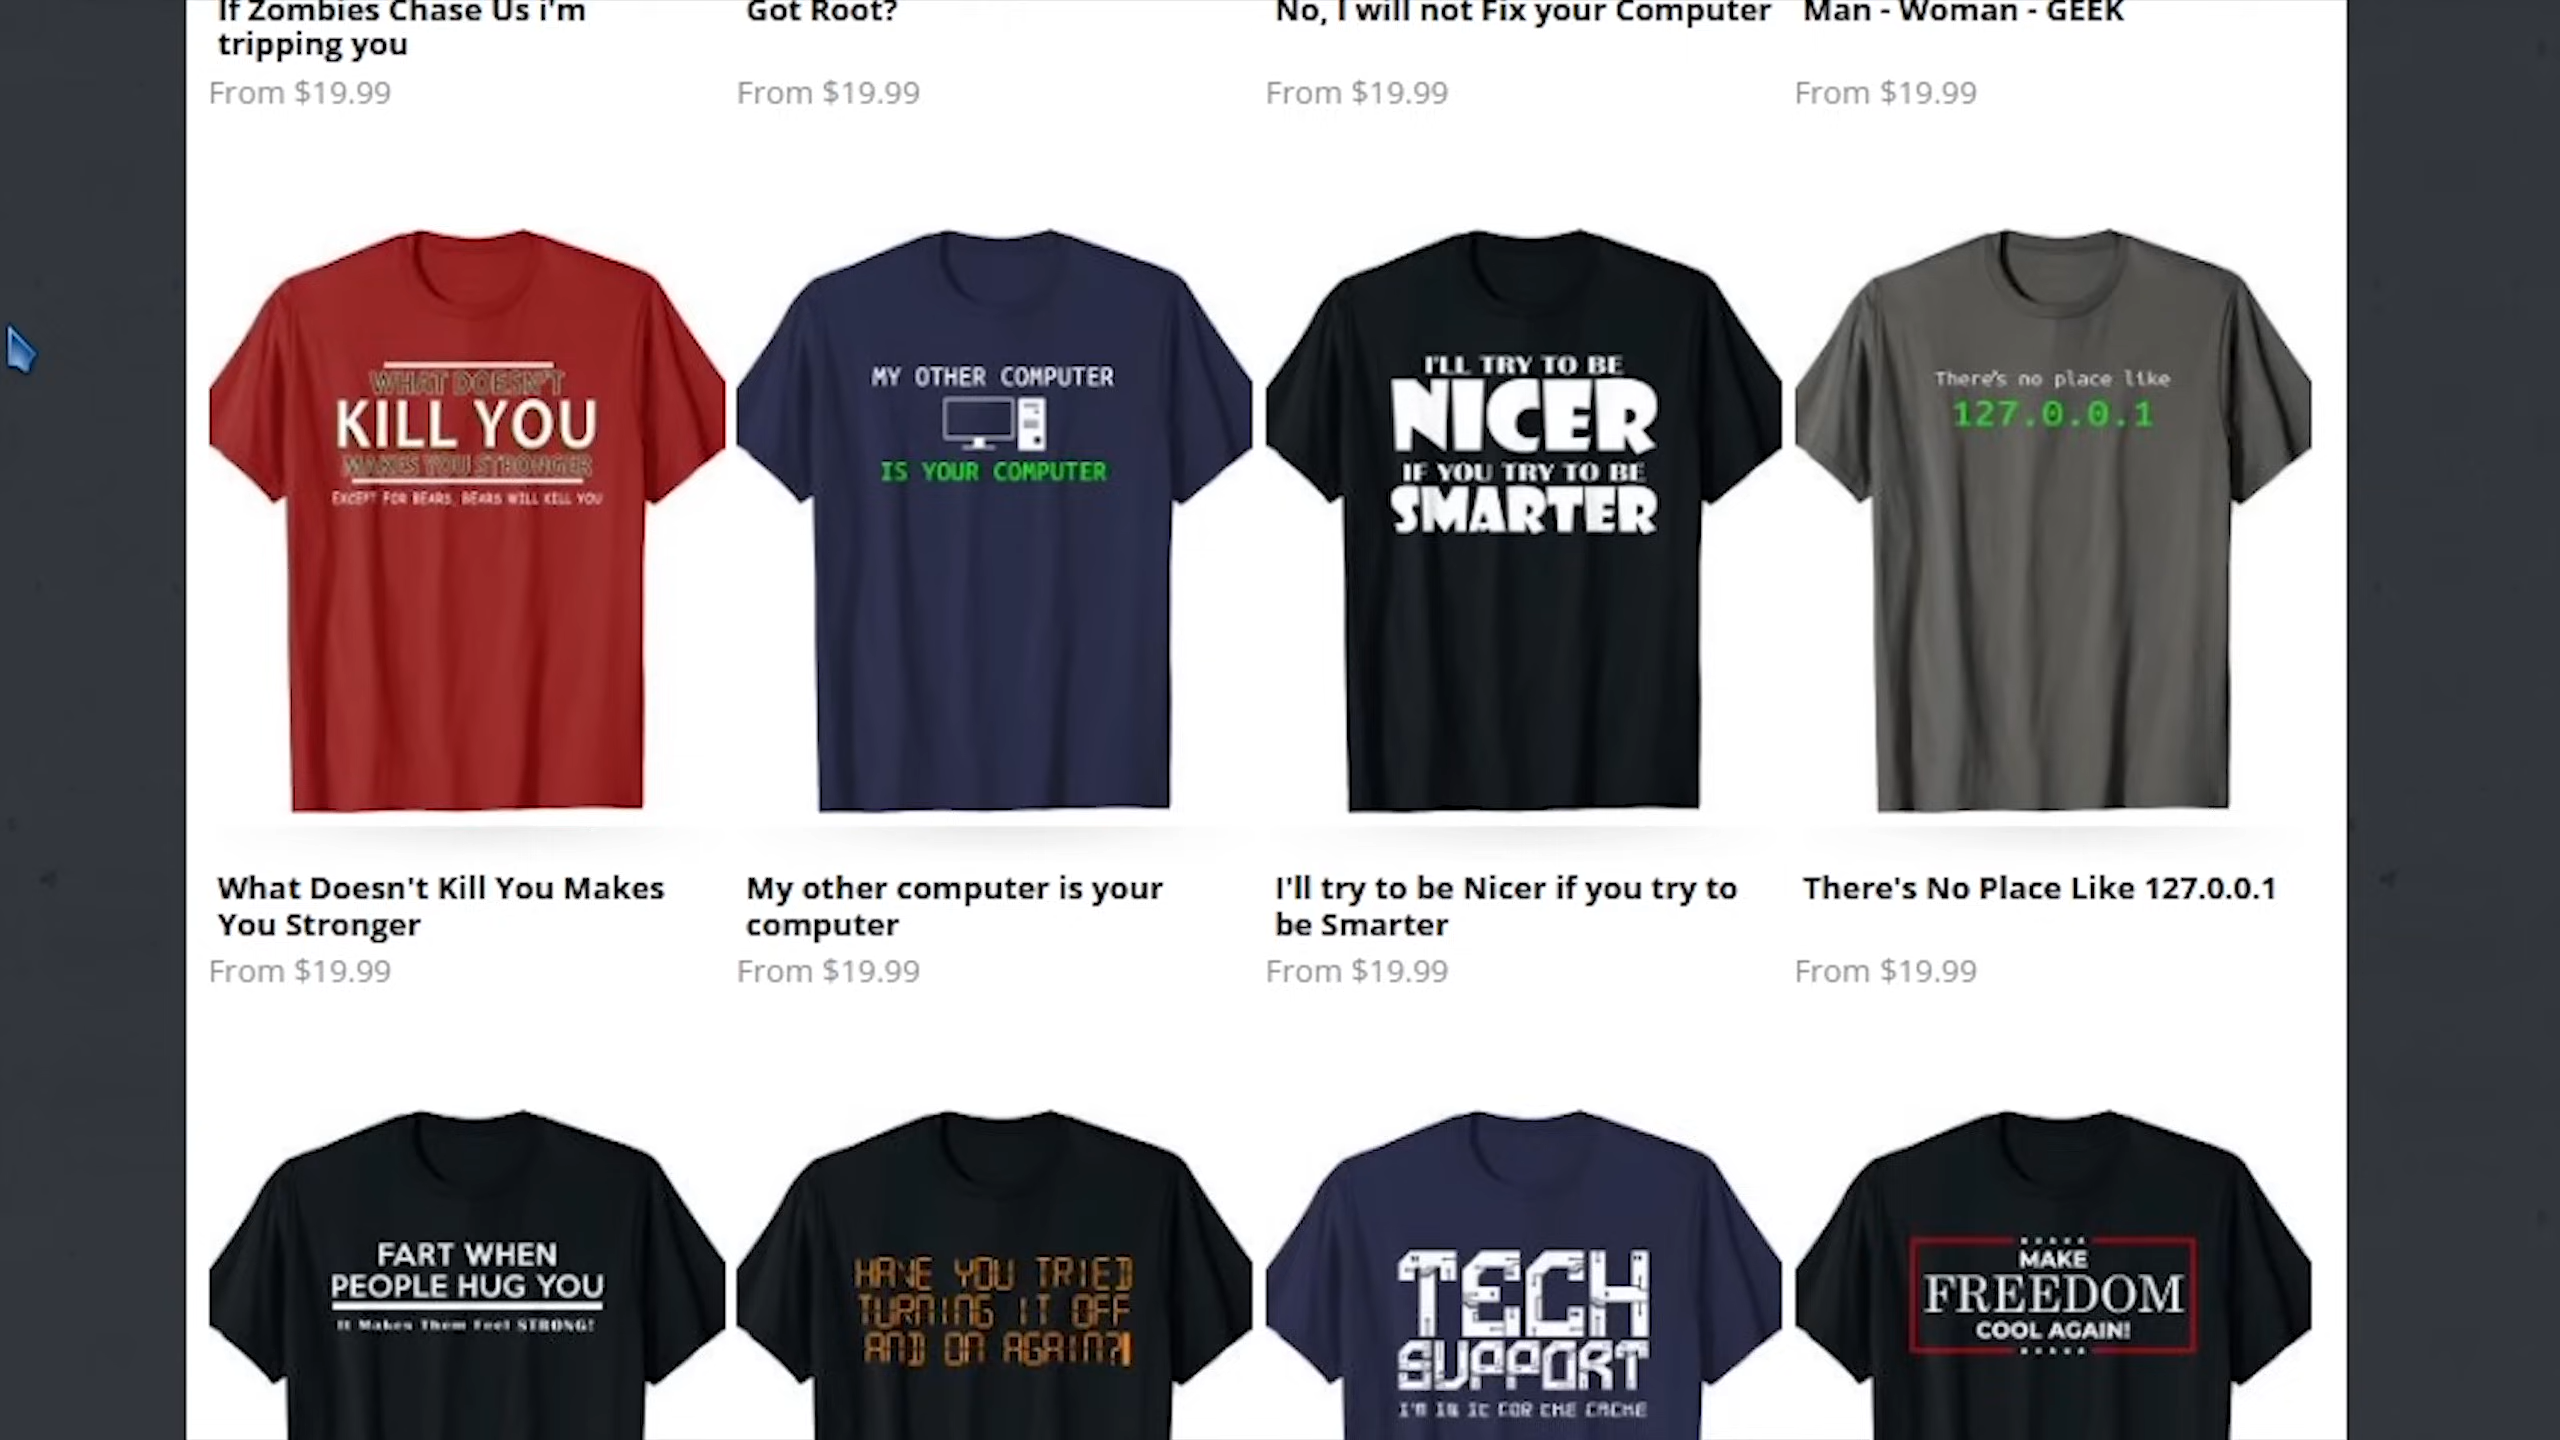 If Zombies Chase Us i'm
tripping you
From $19.99
Got Root?
From $19.99
No, I will not Fix your Computer
From $19.99
Man - Woman - GEEK
From $19.99
WHAT DOESN'T
KILL YOU
MAKES YOU STRONGER
EXCEPT FOR BEARS, BEARS WILL KILL YOU
MY OTHER COMPUTER
IS YOUR COMPUTER
I'LL TRY TO BE
NICER
IF YOU TRY TO BE
SMARTER
There's no place like
127.0.0.1
What Doesn't Kill You Makes
You Stronger
From $19.99
My other computer is your
computer
From $19.99
I'll try to be Nicer if you try to
be Smarter
From $19.99
There's No Place Like 127.0.0.1
From $19.99
FART WHEN
PEOPLE HUG YOU
It Makes Them Feel STRONG!
HAVE YOU TRIED
TURNING IT OFF
AND ON AGAIN?
TECH
SUPPORT
I'M IN IT FOR THE CACHE
MAKE
FREEDOM
COOL AGAIN!